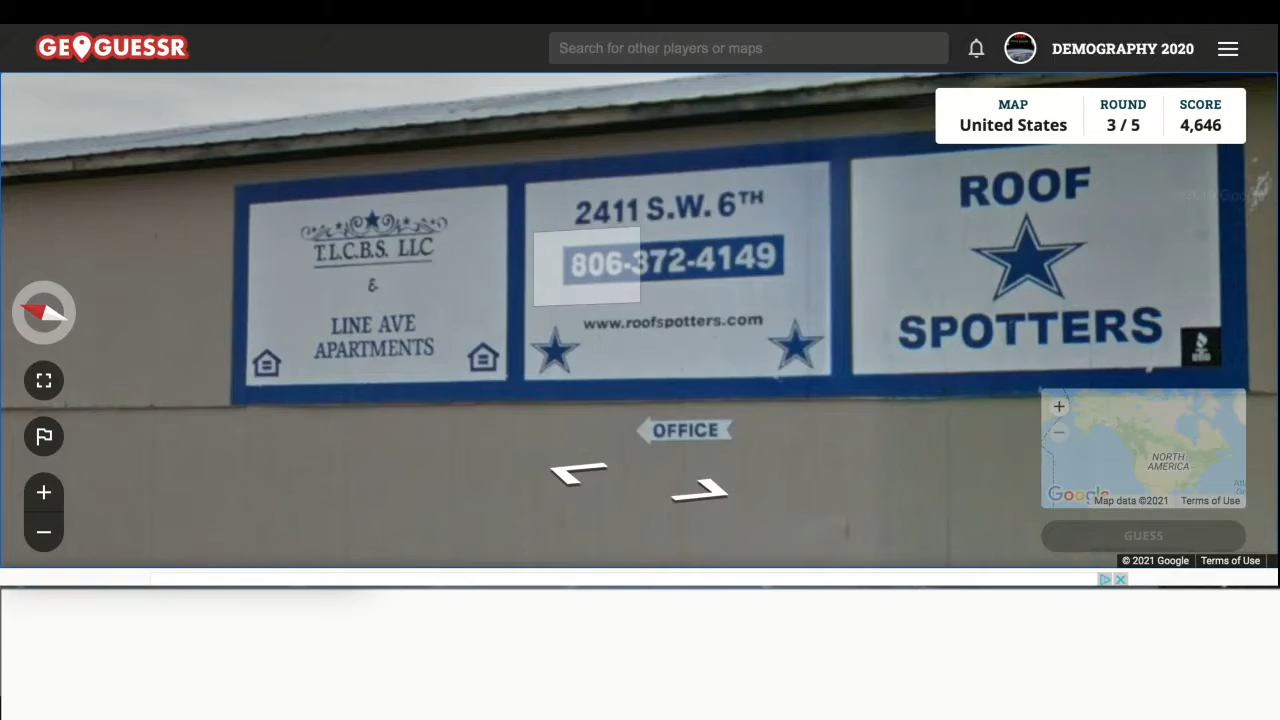 GEOGUESSR
Search for other players or maps
DEMOGRAPHY 2020
MAP
United States
ROUND
3 / 5
SCORE
4,646
T.L.C.B.S. LLC
&
LINE AVE
APARTMENTS
2411 S.W. 6TH
806-372-4149
www.roofspotters.com
ROOF
SPOTTERS
BBB
OFFICE
+
−
+
−
NORTH
AMERICA
Google
Map data ©2021
Terms of Use
GUESS
© 2021 Google
Terms of Use